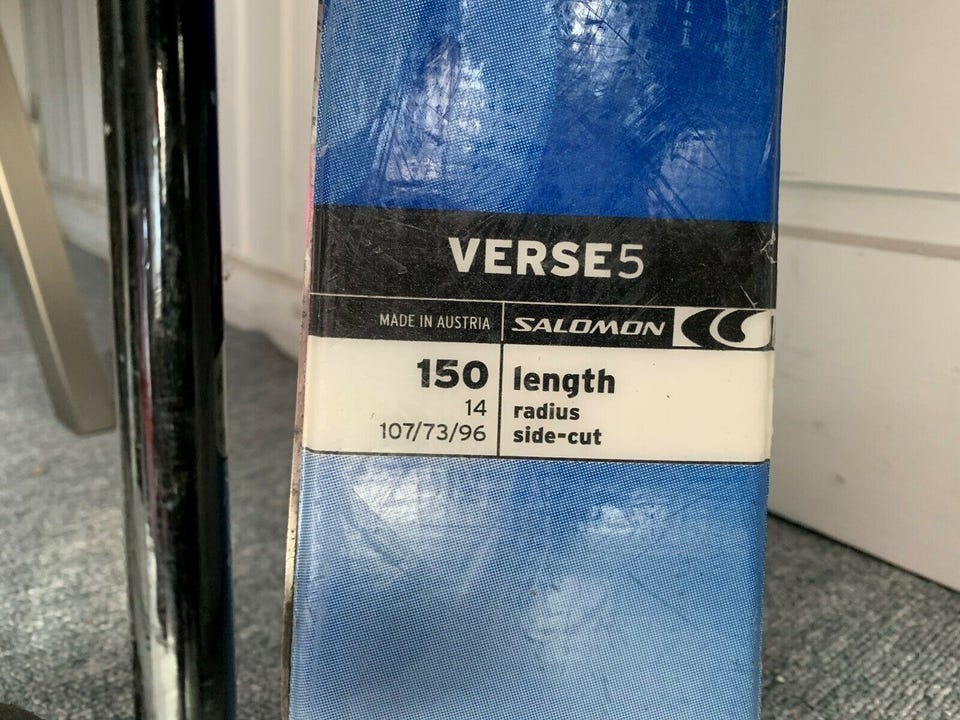 VERSE5
MADE IN AUSTRIA SALOMON
150 length
14 radius
107/73/96 side-cut